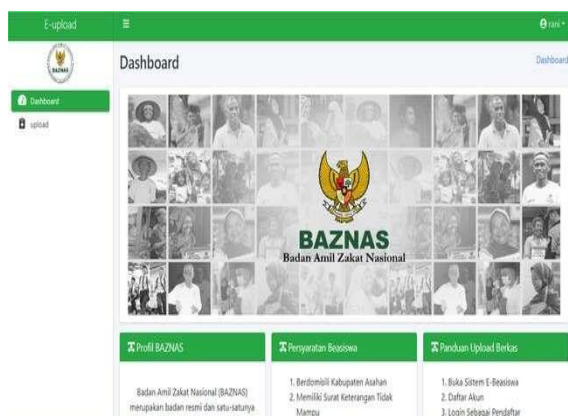 E-upload
rani
BAZNAS
Dashboard
Dashboard
Dashboard
upload
BAZNAS
Badan Amil Zakat Nasional
Profil BAZNAS
Badan Amil Zakat Nasional (BAZNAS)
merupakan badan resmi dan satu-satunya
Persyaratan Beasiswa
1. Berdomisili Kabupaten Asahan
2. Memiliki Surat Keterangan Tidak
Mampu
Panduan Upload Berkas
1. Buka Sistem E-Beasiswa
2. Daftar Akun
3. Login Sebagai Pendaftar